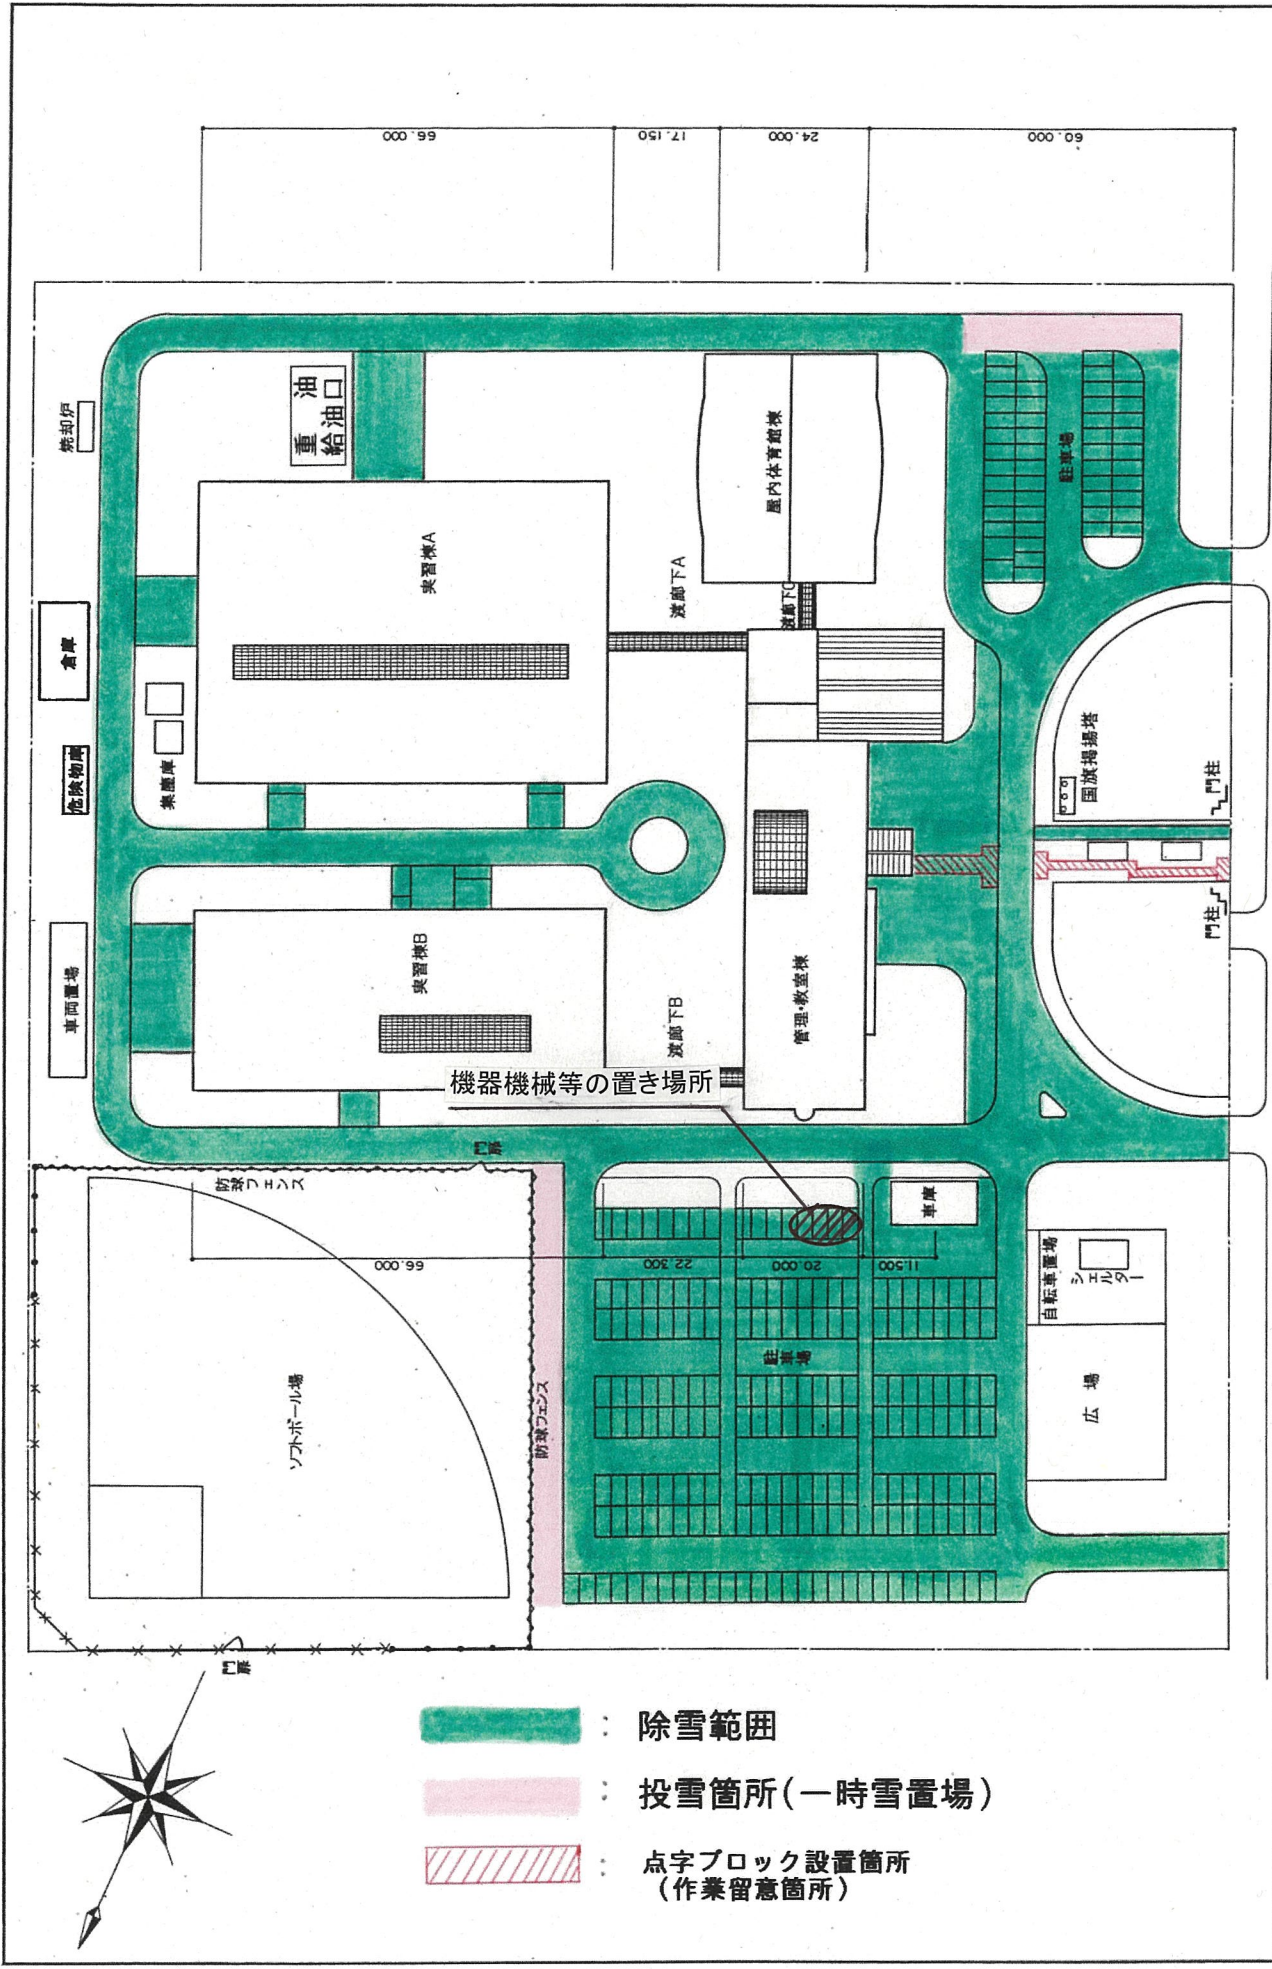 66.000
17.150
24.000
60.000
焼却炉
重油
給油口
屋内体育館棟
駐車場
実習棟A
渡廊下A
渡廊下C
倉庫
危険物庫
集塵庫
国旗掲揚塔
門柱
門柱
車両置場
実習棟B
渡廊下B
管理・教室棟
機器機械等の置き場所
門扉
防球フェンス
車庫
66.000
22.300
20.000
11.500
自転車置場
シェルター
駐車場
ソフトボール場
防球フェンス
広場
門扉
: 除雪範囲
: 投雪箇所(一時雪置場)
: 点字ブロック設置箇所
(作業留意箇所)